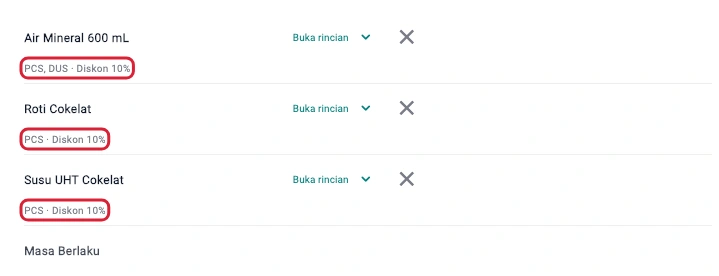 Air Mineral 600 mL Buka rincian
PCS, DUS · Diskon 10%
Roti Cokelat Buka rincian
PCS · Diskon 10%
Susu UHT Cokelat Buka rincian
PCS · Diskon 10%
Masa Berlaku